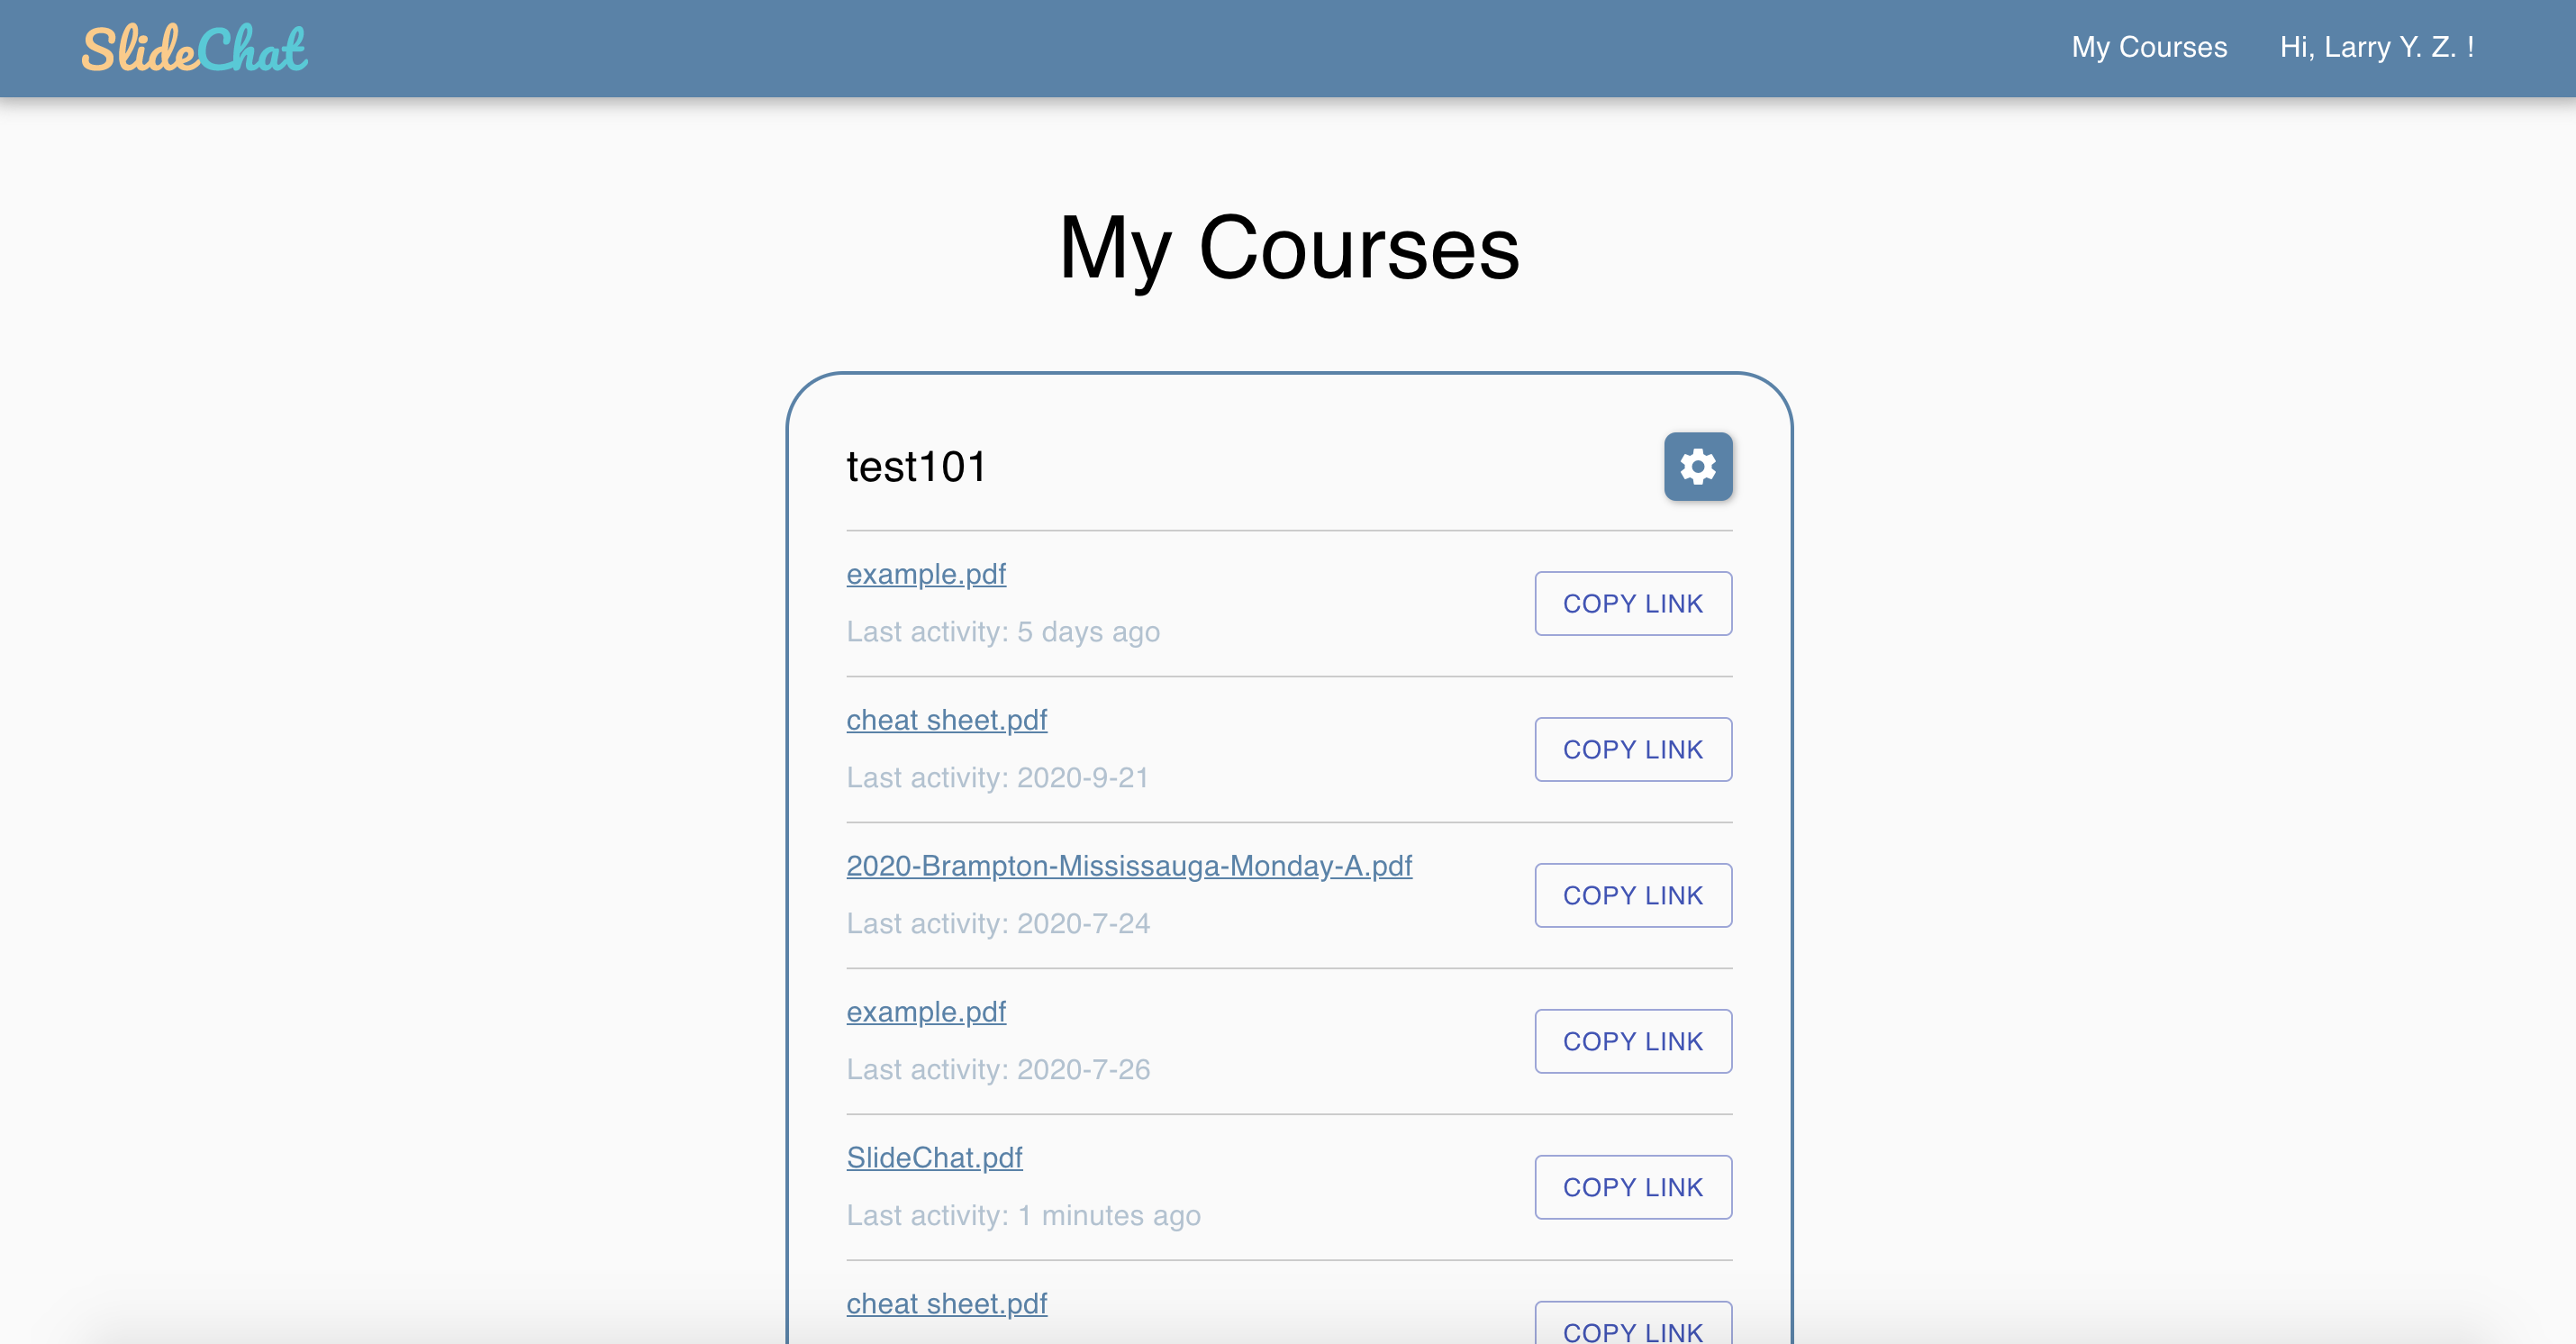 SlideChat
My Courses
Hi, Larry Y. Z. !
My Courses
test101
example.pdf
Last activity: 5 days ago
COPY LINK
cheat sheet.pdf
Last activity: 2020-9-21
COPY LINK
2020-Brampton-Mississauga-Monday-A.pdf
Last activity: 2020-7-24
COPY LINK
example.pdf
Last activity: 2020-7-26
COPY LINK
SlideChat.pdf
Last activity: 1 minutes ago
COPY LINK
cheat sheet.pdf
COPY LINK